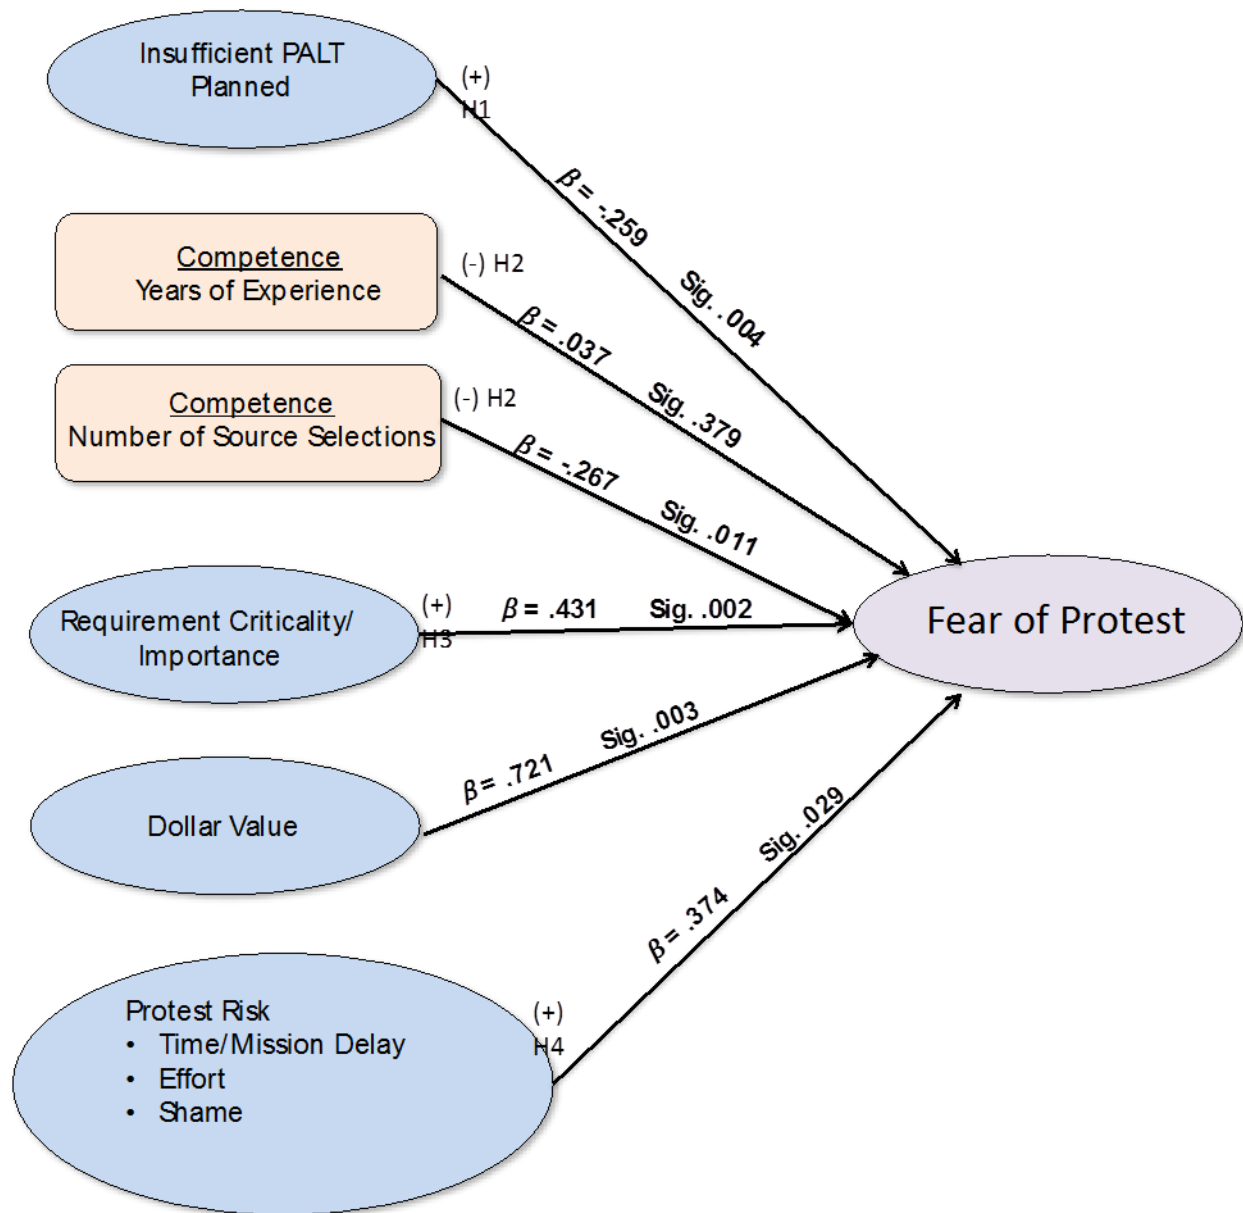 Insufficient PALT
Planned
(+)
H1
β = -.259
Sig. .004
Competence
Years of Experience
(-) H2
β = .037
Sig. .379
Competence
Number of Source Selections
(-) H2
β = -.267
Sig. .011
Requirement Criticality/
Importance
(+)
H3
β = .431
Sig. .002
Fear of Protest
Dollar Value
β = .721
Sig. .003
Protest Risk
• Time/Mission Delay
• Effort
• Shame
(+)
H4
β = .374
Sig. .029